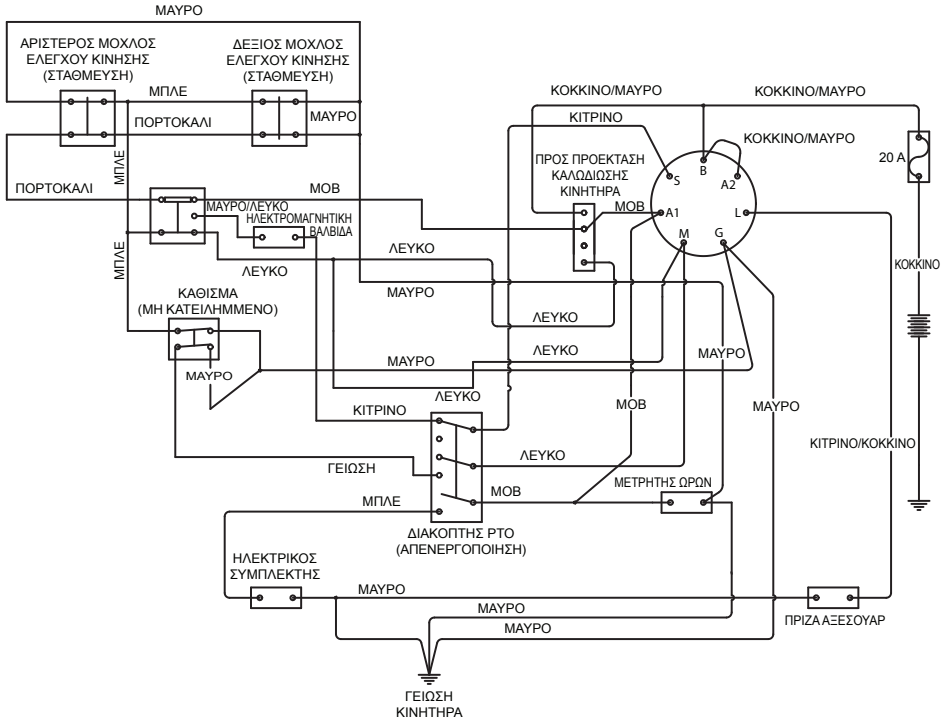 ΜΑΥΡΟ
ΑΡΙΣΤΕΡΟΣ ΜΟΧΛΟΣ
ΕΛΕΓΧΟΥ ΚΙΝΗΣΗΣ
(ΣΤΑΘΜΕΥΣΗ)
ΔΕΞΙΟΣ ΜΟΧΛΟΣ
ΕΛΕΓΧΟΥ ΚΙΝΗΣΗΣ
(ΣΤΑΘΜΕΥΣΗ)
ΜΠΛΕ
ΜΑΥΡΟ
ΠΟΡΤΟΚΑΛΙ
ΜΠΛΕ
ΚΟΚΚΙΝΟ/ΜΑΥΡΟ
ΚΟΚΚΙΝΟ/ΜΑΥΡΟ
ΚΙΤΡΙΝΟ
ΚΟΚΚΙΝΟ/ΜΑΥΡΟ
20 A
ΠΡΟΣ ΠΡΟΕΚΤΑΣΗ
ΚΑΛΩΔΙΩΣΗΣ
ΚΙΝΗΤΗΡΑ
B
S
A2
A1
L
M
G
ΠΟΡΤΟΚΑΛΙ
ΜΟΒ
ΜΟΒ
ΜΑΥΡΟ/ΛΕΥΚΟ
ΗΛΕΚΤΡΟΜΑΓΝΗΤΙΚΗ
ΒΑΛΒΙΔΑ
ΜΠΛΕ
ΛΕΥΚΟ
ΛΕΥΚΟ
ΚΟΚΚΙΝΟ
ΜΑΥΡΟ
ΚΑΘΙΣΜΑ
(ΜΗ ΚΑΤΕΙΛΗΜΜΕΝΟ)
ΛΕΥΚΟ
ΛΕΥΚΟ
ΜΑΥΡΟ
ΜΑΥΡΟ
ΜΑΥΡΟ
ΛΕΥΚΟ
ΚΙΤΡΙΝΟ
ΜΟΒ
ΜΑΥΡΟ
ΚΙΤΡΙΝΟ/ΚΟΚΚΙΝΟ
ΓΕΙΩΣΗ
ΛΕΥΚΟ
ΜΕΤΡΗΤΗΣ ΩΡΩΝ
ΜΟΒ
ΜΠΛΕ
ΔΙΑΚΟΠΤΗΣ PTO
(ΑΠΕΝΕΡΓΟΠΟΙΗΣΗ)
ΗΛΕΚΤΡΙΚΟΣ
ΣΥΜΠΛΕΚΤΗΣ
ΜΑΥΡΟ
ΜΑΥΡΟ
ΜΑΥΡΟ
ΠΡΙΖΑ ΑΞΕΣΟΥΑΡ
ΓΕΙΩΣΗ
ΚΙΝΗΤΗΡΑ